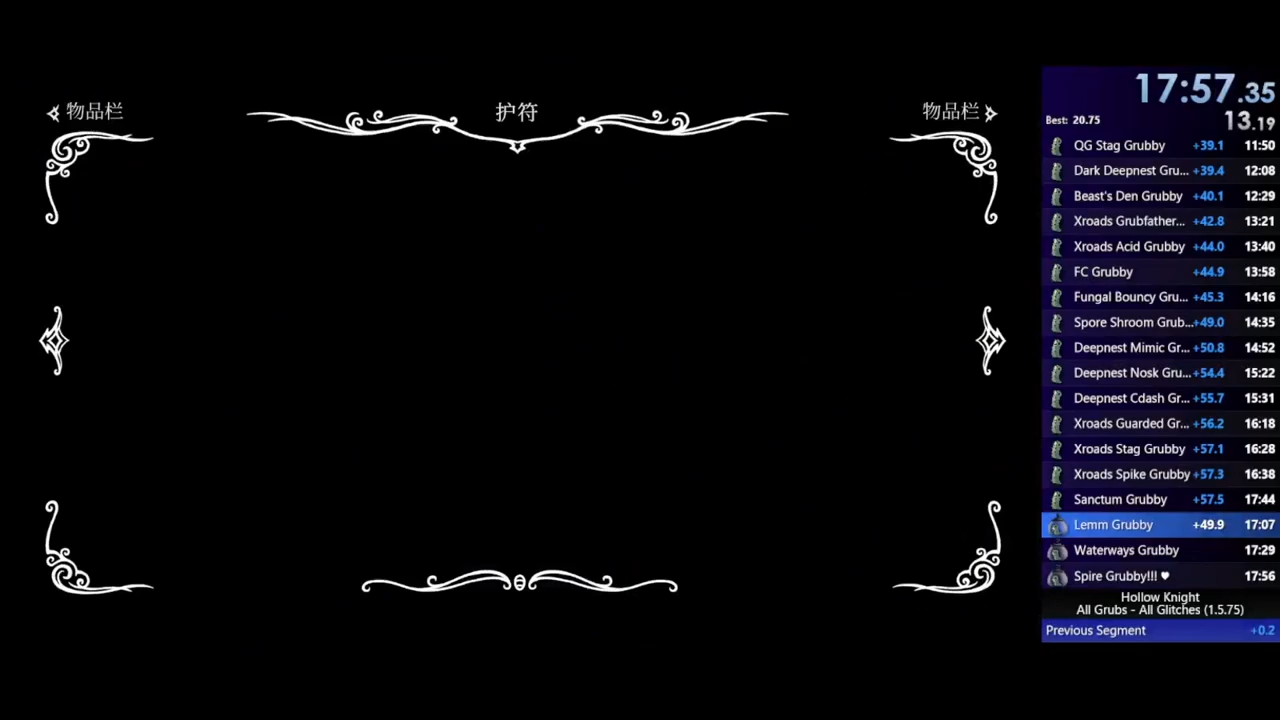 物品栏
护符
物品栏
17:57.35
Best: 20.75
13.19
QG Stag Grubby +39.1 11:50
Dark Deepnest Gru... +39.4 12:08
Beast's Den Grubby +40.1 12:29
Xroads Grubfather... +42.8 13:21
Xroads Acid Grubby +44.0 13:40
FC Grubby +44.9 13:58
Fungal Bouncy Gru... +45.3 14:16
Spore Shroom Grub... +49.0 14:35
Deepnest Mimic Gr... +50.8 14:52
Deepnest Nosk Gru... +54.4 15:22
Deepnest Cdash Gr... +55.7 15:31
Xroads Guarded Gr... +56.2 16:18
Xroads Stag Grubby +57.1 16:28
Xroads Spike Grubby +57.3 16:38
Sanctum Grubby +57.5 17:44
Lemm Grubby +49.9 17:07
Waterways Grubby 17:29
Spire Grubby!!! ♥ 17:56
Hollow Knight
All Grubs - All Glitches (1.5.75)
Previous Segment +0.2